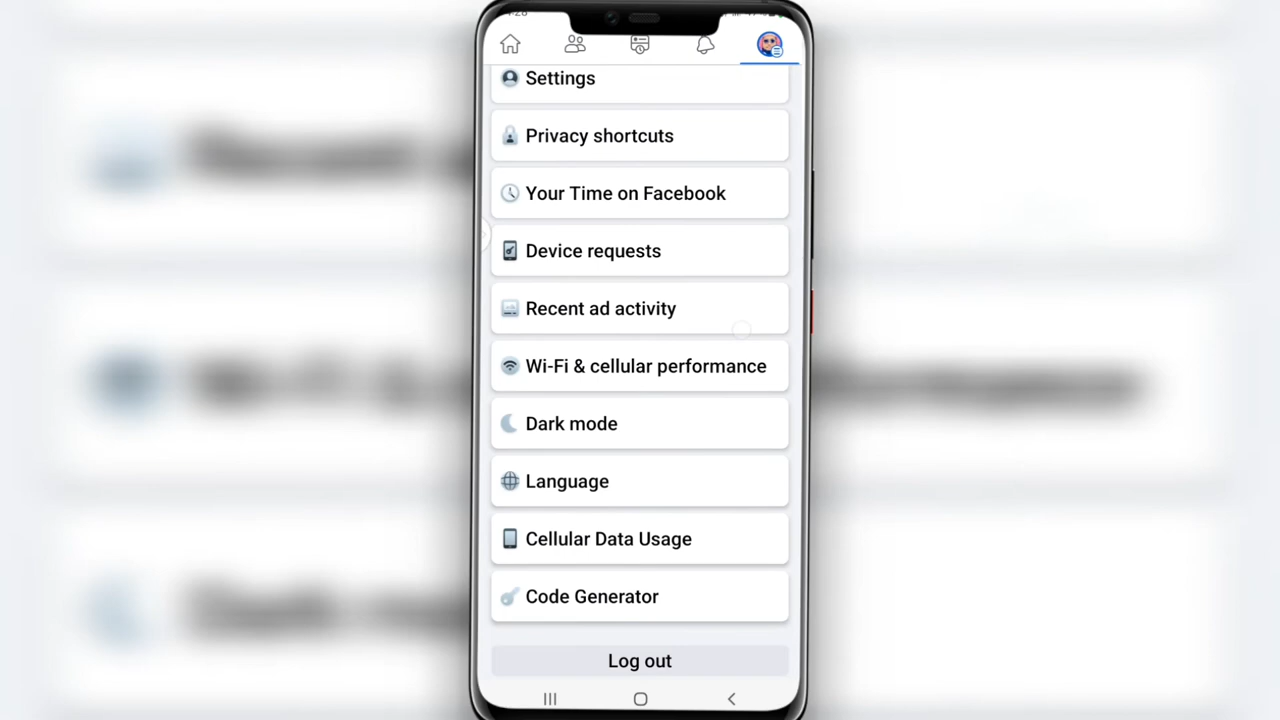 Settings
Privacy shortcuts
Your Time on Facebook
Device requests
Recent ad activity
Wi-Fi & cellular performance
Dark mode
Language
Cellular Data Usage
Code Generator
Log out